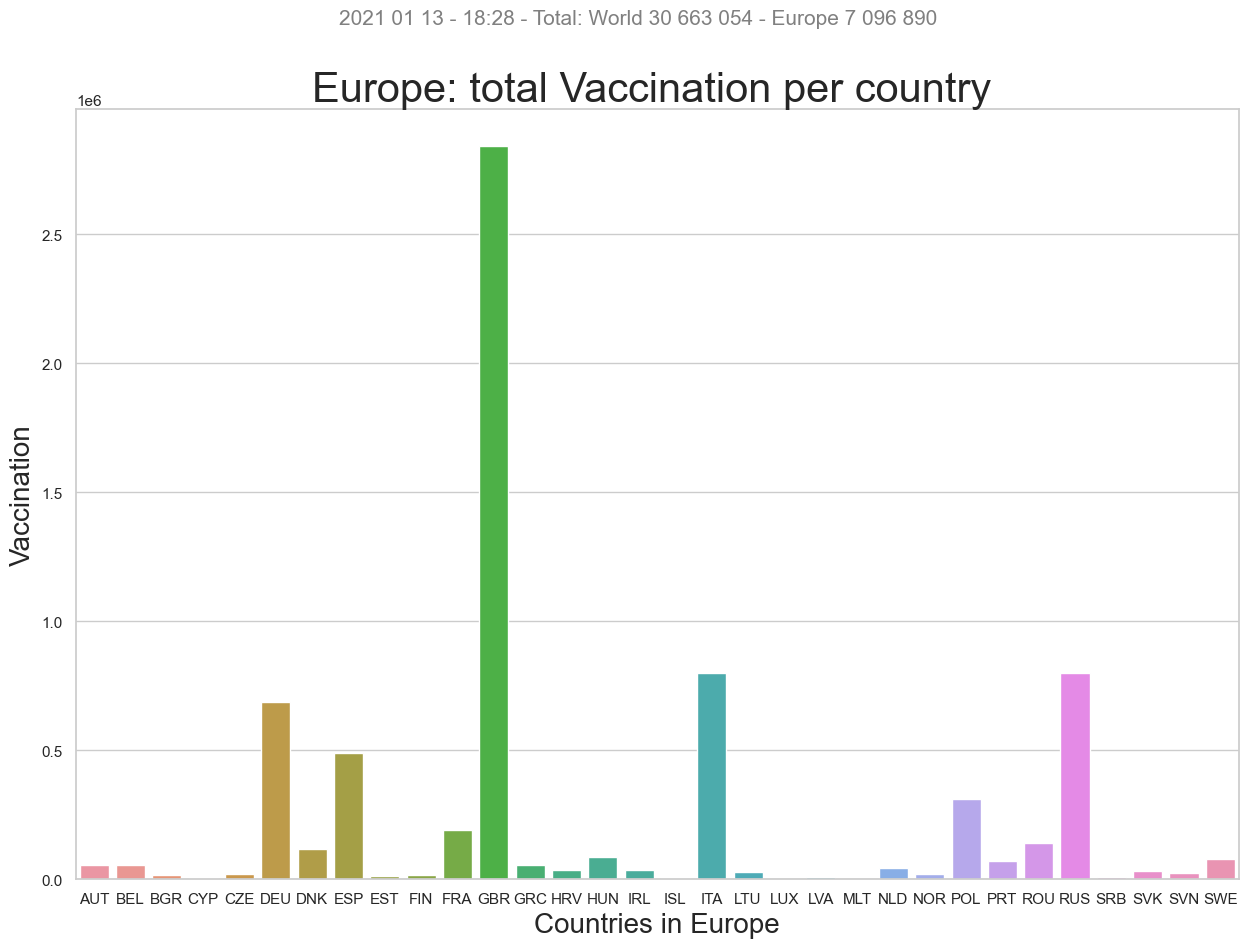 2021 01 13 - 18:28 - Total: World 30 663 054 - Europe 7 096 890
Europe: total Vaccination per country
1e6
2.5
2.0
1.5
1.0
0.5
0.0
Vaccination
AUT BEL BGR CYP CZE DEU DNK ESP EST FIN FRA GBR GRC HRV HUN IRL ISL ITA LTU LUX LVA MLT NLD NOR POL PRT ROU RUS SRB SVK SVN SWE
Countries in Europe